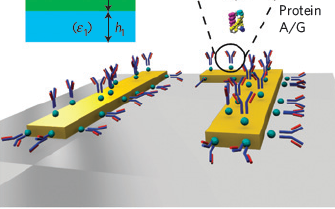 (ε₁) h₁
Protein
A/G